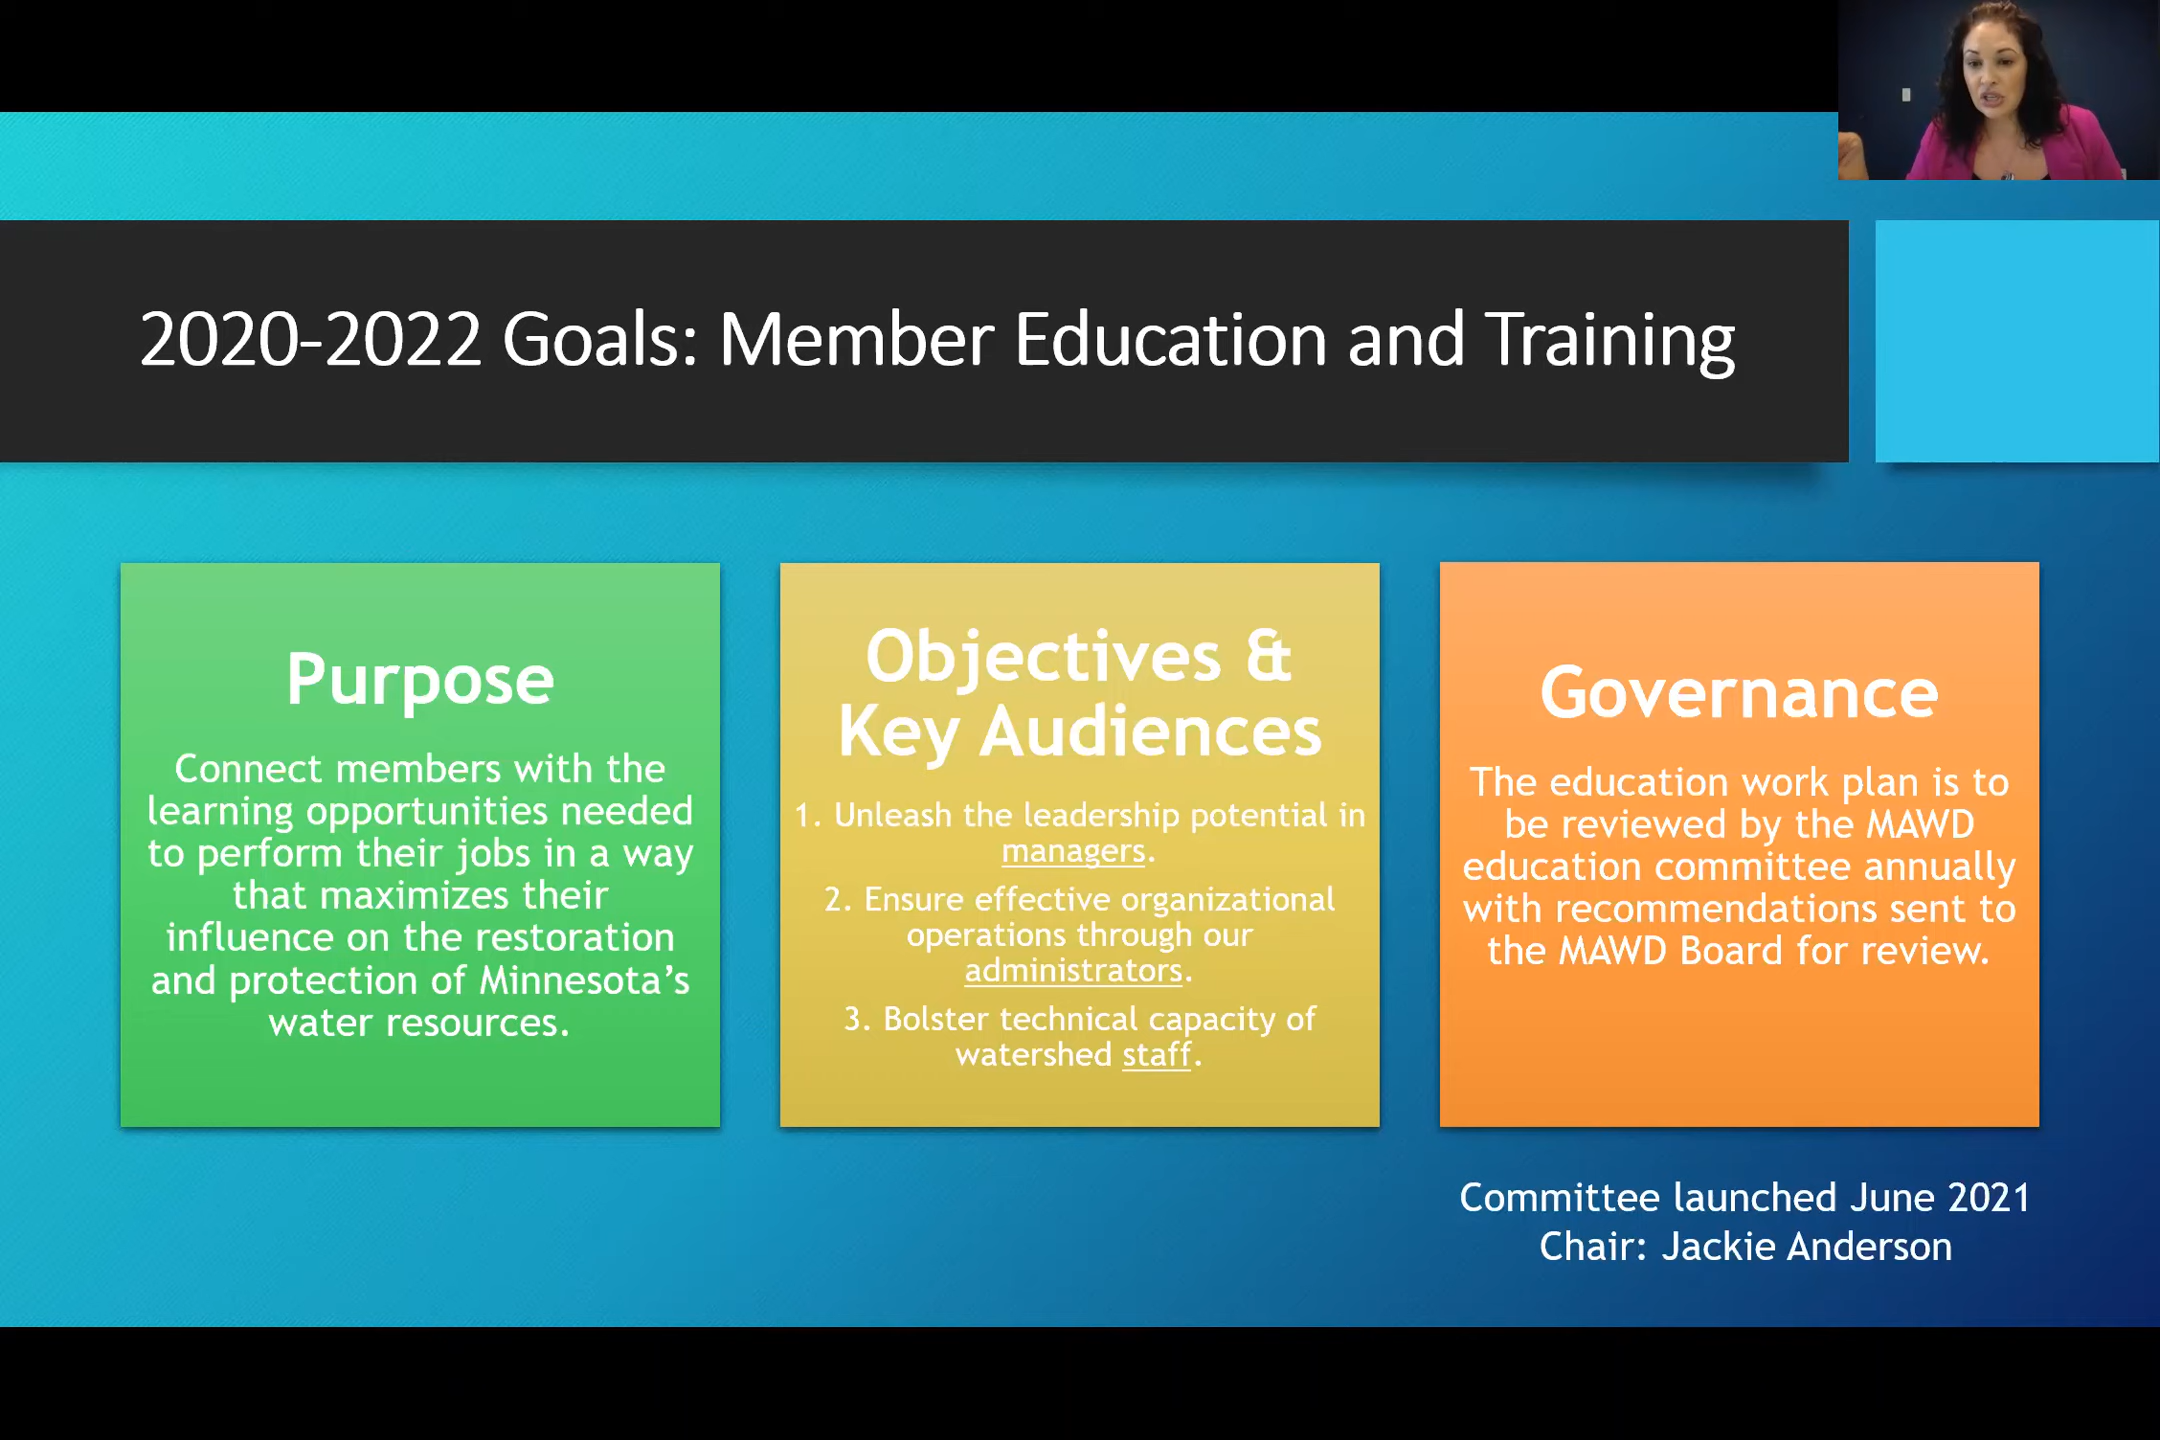 2020-2022 Goals: Member Education and Training
Purpose
Connect members with the
learning opportunities needed
to perform their jobs in a way
that maximizes their
influence on the restoration
and protection of Minnesota’s
water resources.
Objectives &
Key Audiences
1. Unleash the leadership potential in
managers.
2. Ensure effective organizational
operations through our
administrators.
3. Bolster technical capacity of
watershed staff.
Governance
The education work plan is to
be reviewed by the MAWD
education committee annually
with recommendations sent to
the MAWD Board for review.
Committee launched June 2021
Chair: Jackie Anderson